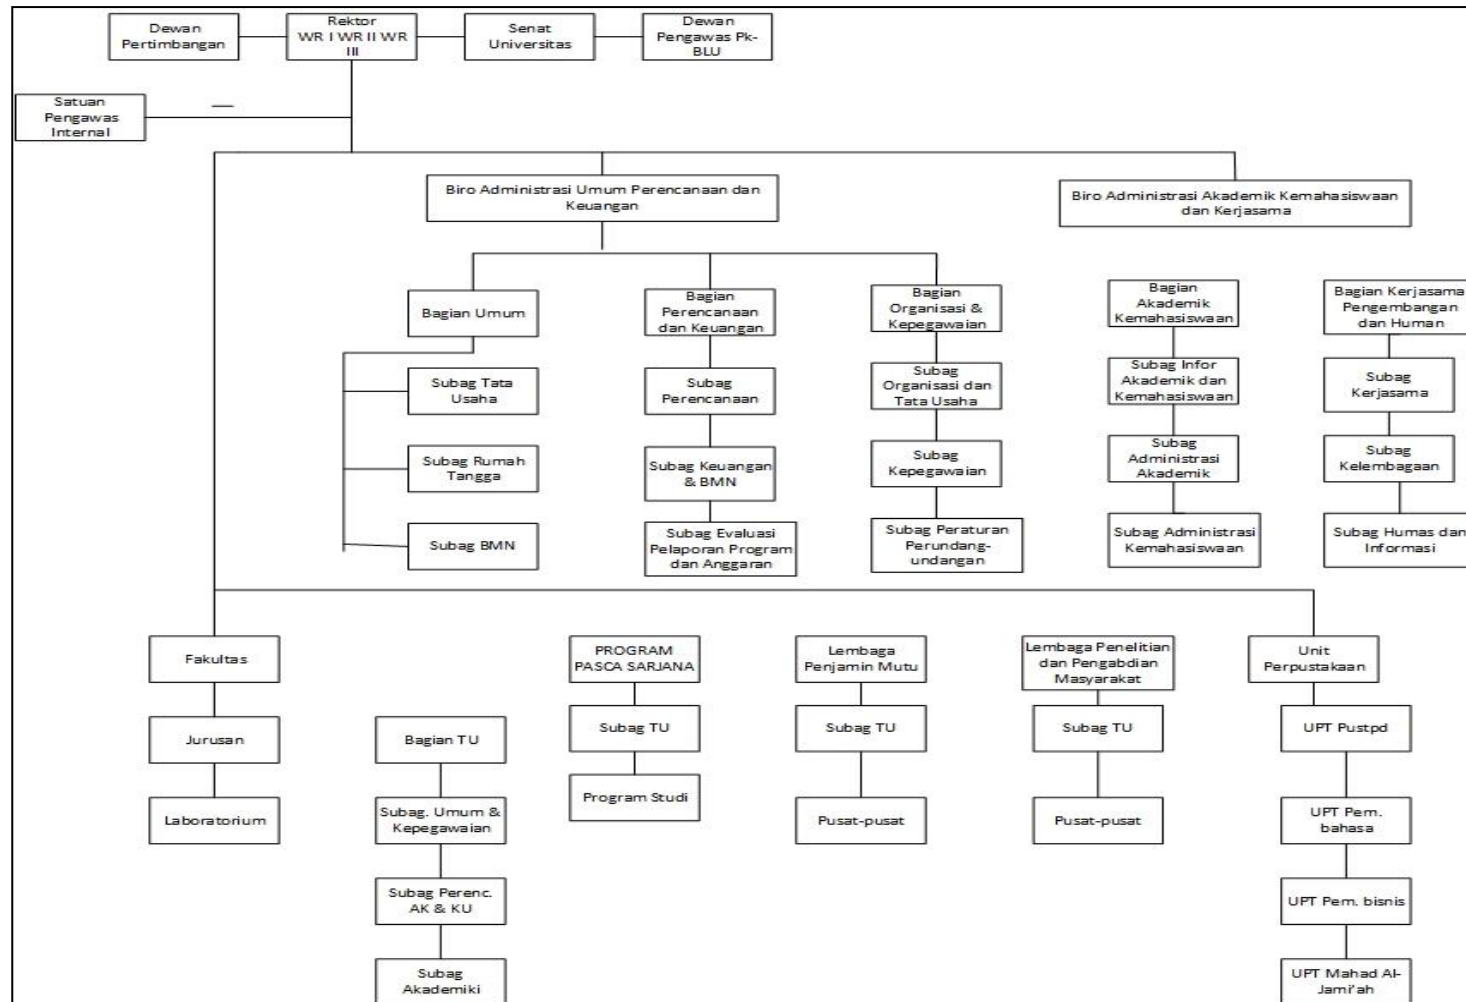 Dewan
Pertimbangan
Rektor
WR I WR II WR
III
Senat
Universitas
Dewan
Pengawas Pk-
BLU
Satuan
Pengawas
Internal
Biro Administrasi Umum Perencanaan dan
Keuangan
Biro Administrasi Akademik Kemahasiswaan
dan Kerjasama
Bagian Umum
Bagian
Perencanaan
dan Keuangan
Bagian
Organisasi &
Kepegawaian
Bagian
Akademik
Kemahasiswaan
Bagian Kerjasama
Pengembangan
dan Human
Subag Tata
Usaha
Subag
Perencanaan
Subag
Organisasi dan
Tata Usaha
Subag Infor
Akademik dan
Kemahasiswaan
Subag
Kerjasama
Subag Rumah
Tangga
Subag Keuangan
& BMN
Subag
Kepegawaian
Subag
Administrasi
Akademik
Subag
Kelembagaan
Subag BMN
Subag Evaluasi
Pelaporan Program
dan Anggaran
Subag Peraturan
Perundang-
undangan
Subag Administrasi
Kemahasiswaan
Subag Humas dan
Informasi
Fakultas
PROGRAM
PASCA SARJANA
Lembaga
Penjamin Mutu
Lembaga Penelitian
dan Pengabdian
Masyarakat
Unit
Perpustakaan
Jurusan
Bagian TU
Subag TU
Subag TU
Subag TU
UPT Pustpd
Laboratorium
Subag. Umum &
Kepegawaian
Program Studi
Pusat-pusat
Pusat-pusat
UPT Pem.
bahasa
Subag Perenc.
AK & KU
UPT Pem. bisnis
Subag
Akademiki
UPT Mahad Al-
Jami'ah